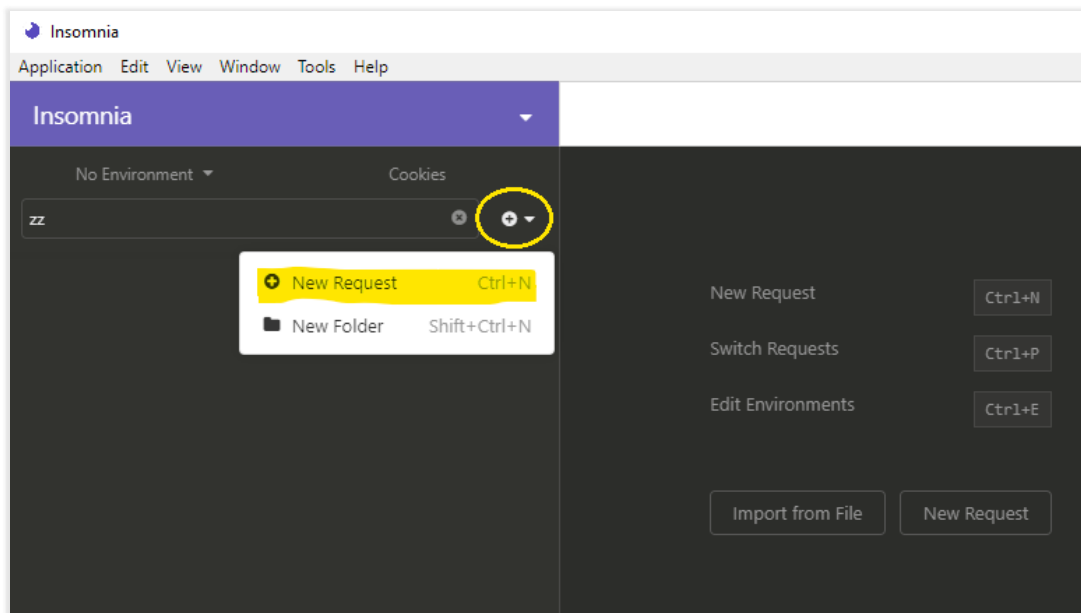 Insomnia
Application Edit View Window Tools Help
Insomnia
No Environment Cookies
zz
New Request Ctrl+N
New Folder Shift+Ctrl+N
New Request Ctrl+N
Switch Requests Ctrl+P
Edit Environments Ctrl+E
Import from File New Request